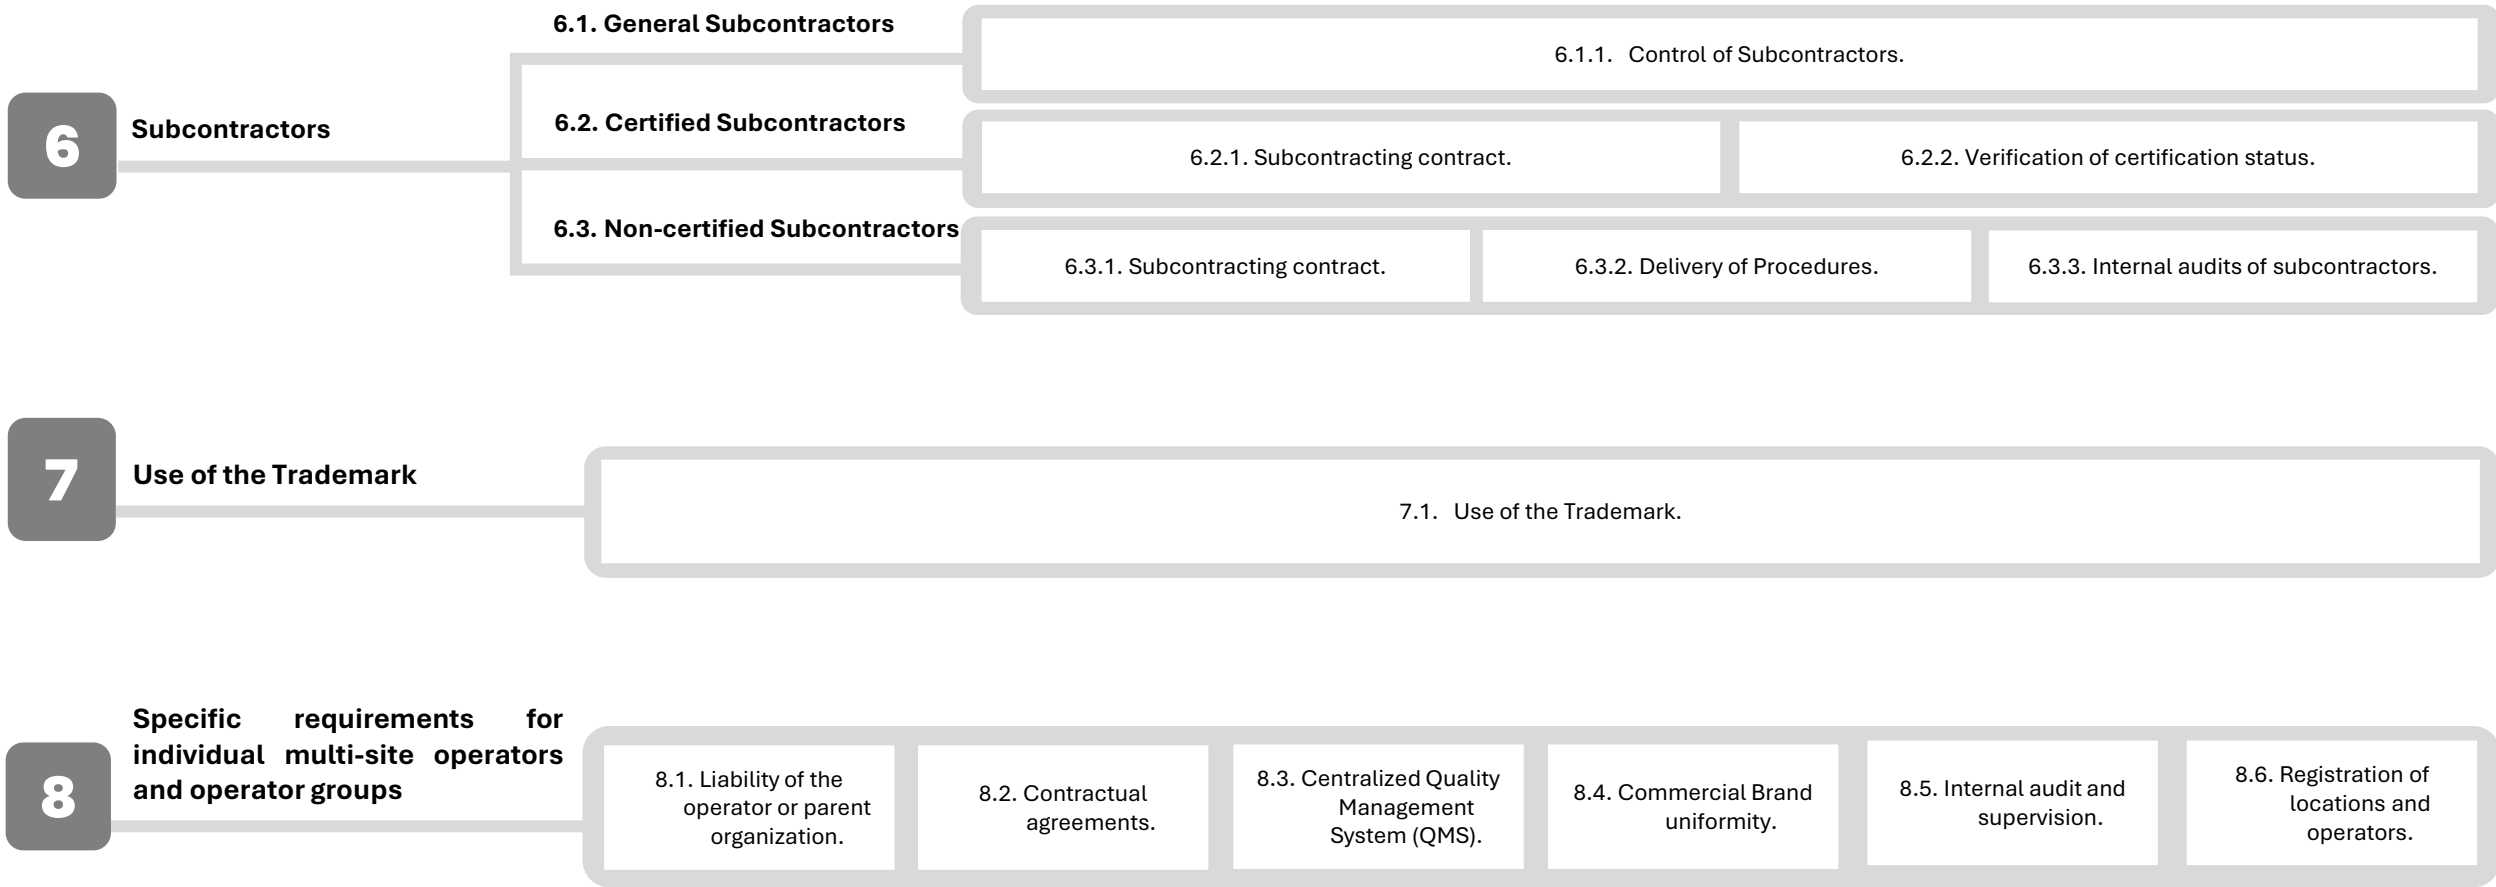 6
Subcontractors
6.1. General Subcontractors
6.1.1. Control of Subcontractors.
6.2. Certified Subcontractors
6.2.1. Subcontracting contract.
6.2.2. Verification of certification status.
6.3. Non-certified Subcontractors
6.3.1. Subcontracting contract.
6.3.2. Delivery of Procedures.
6.3.3. Internal audits of subcontractors.
7
Use of the Trademark
7.1. Use of the Trademark.
8
Specific requirements for
individual multi-site operators
and operator groups
8.1. Liability of the
operator or parent
organization.
8.2. Contractual
agreements.
8.3. Centralized Quality
Management
System (QMS).
8.4. Commercial Brand
uniformity.
8.5. Internal audit and
supervision.
8.6. Registration of
locations and
operators.